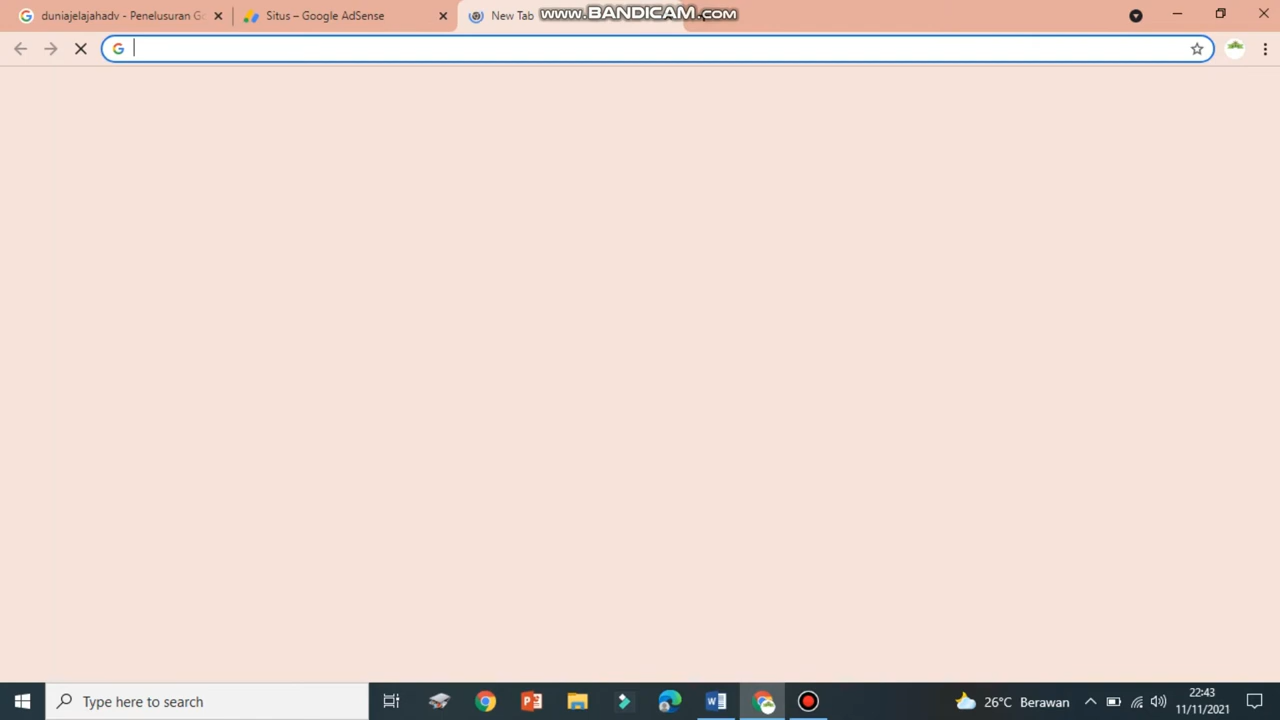 duniajelajahadv - Penelusuran Go
Situs – Google AdSense
New Tab
www.BANDICAM.com
Type here to search
26°C Berawan
22:43
11/11/2021